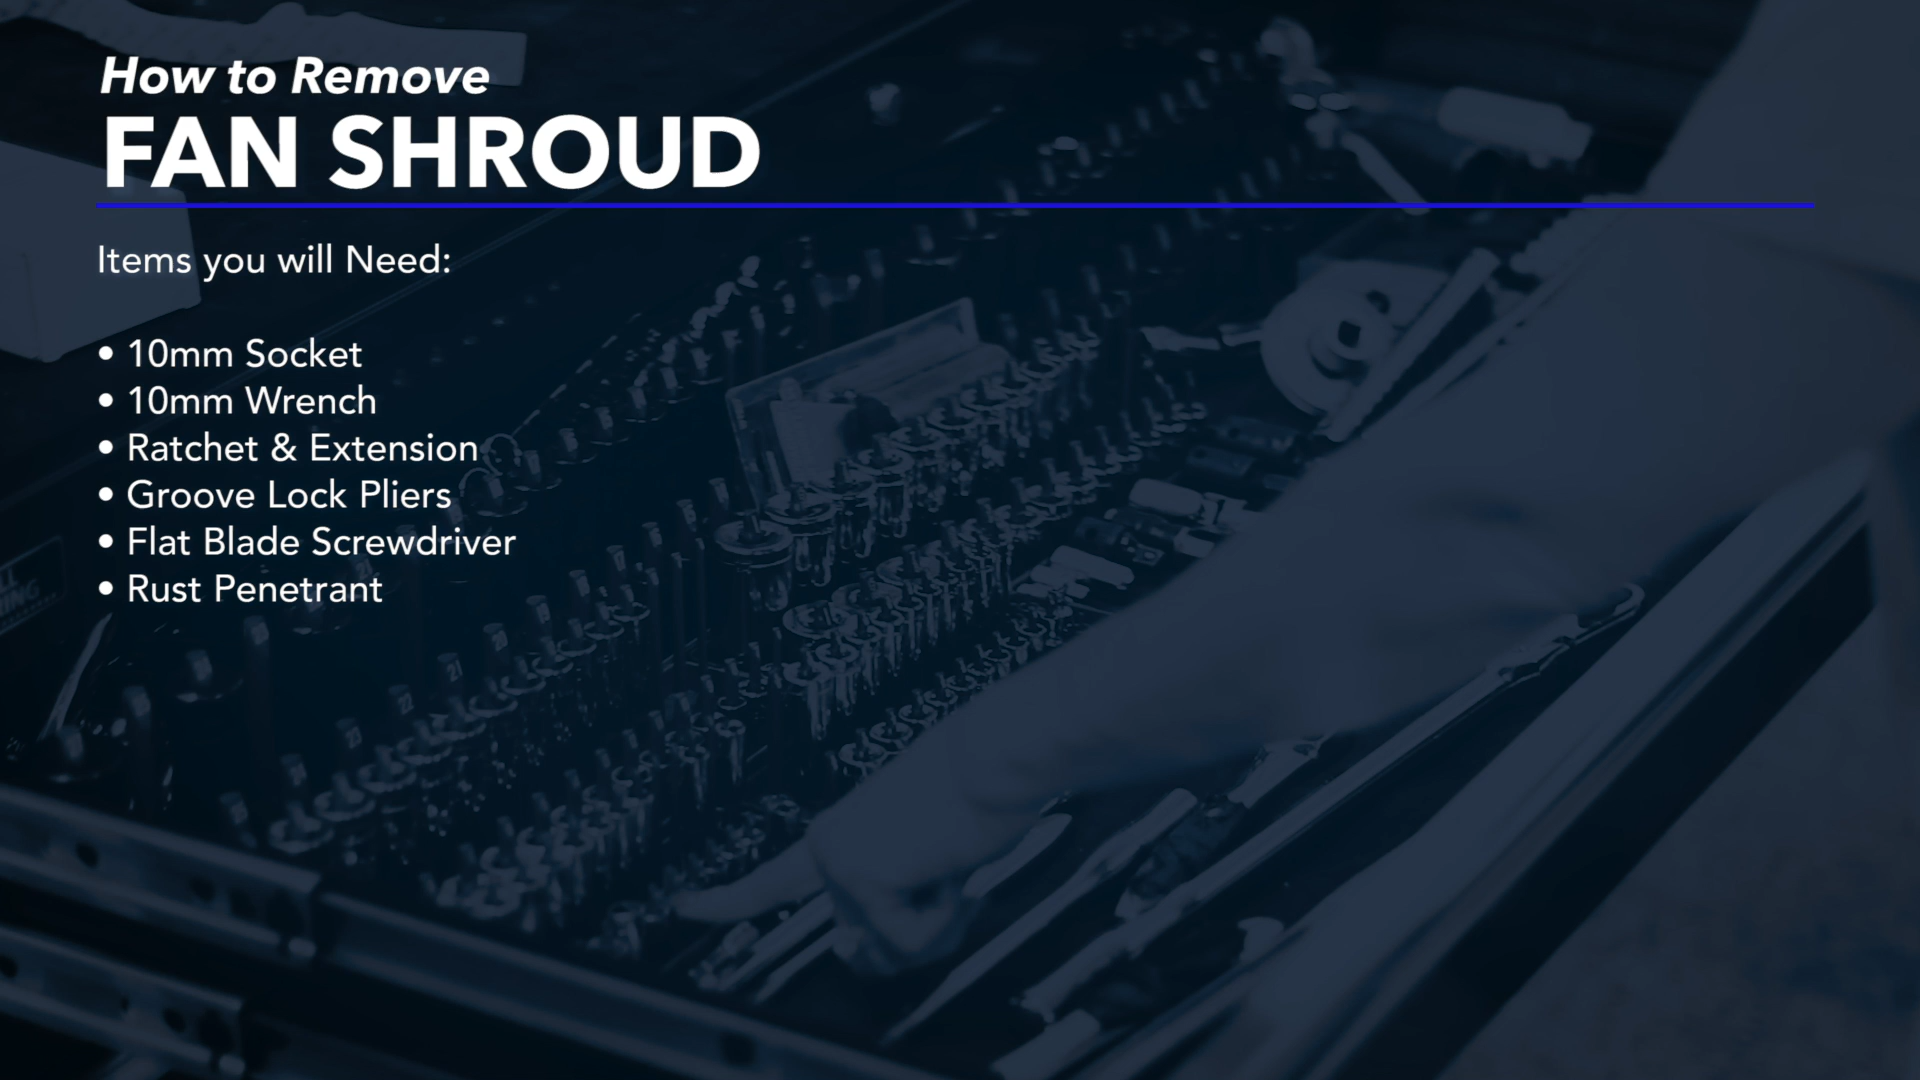 How to Remove
FAN SHROUD
Items you will Need:
• 10mm Socket
• 10mm Wrench
• Ratchet & Extension
• Groove Lock Pliers
• Flat Blade Screwdriver
• Rust Penetrant